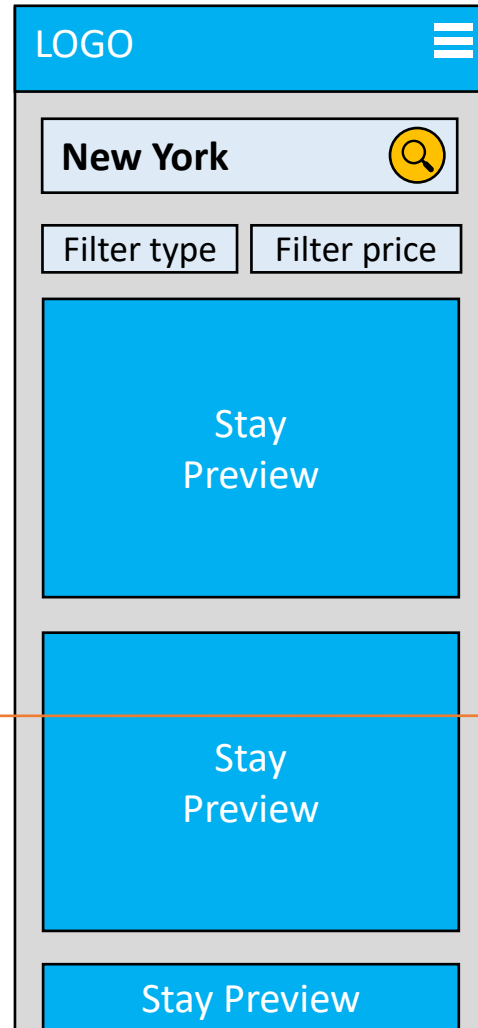 LOGO
New York
Filter type
Filter price
Stay
Preview
Stay
Preview
Stay Preview